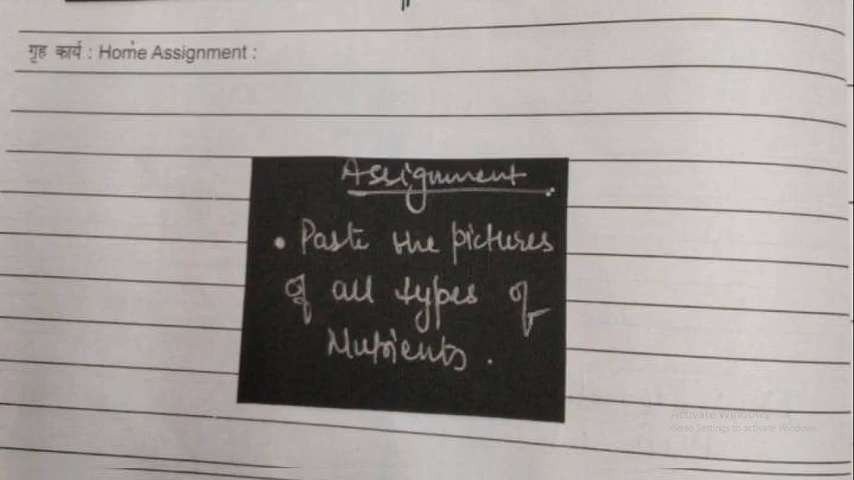 गृह कार्य : Home Assignment :
Assignment
• Paste the pictures
of all types of
Nutrients.
Activate Windows
Go to Settings to activate Windows.